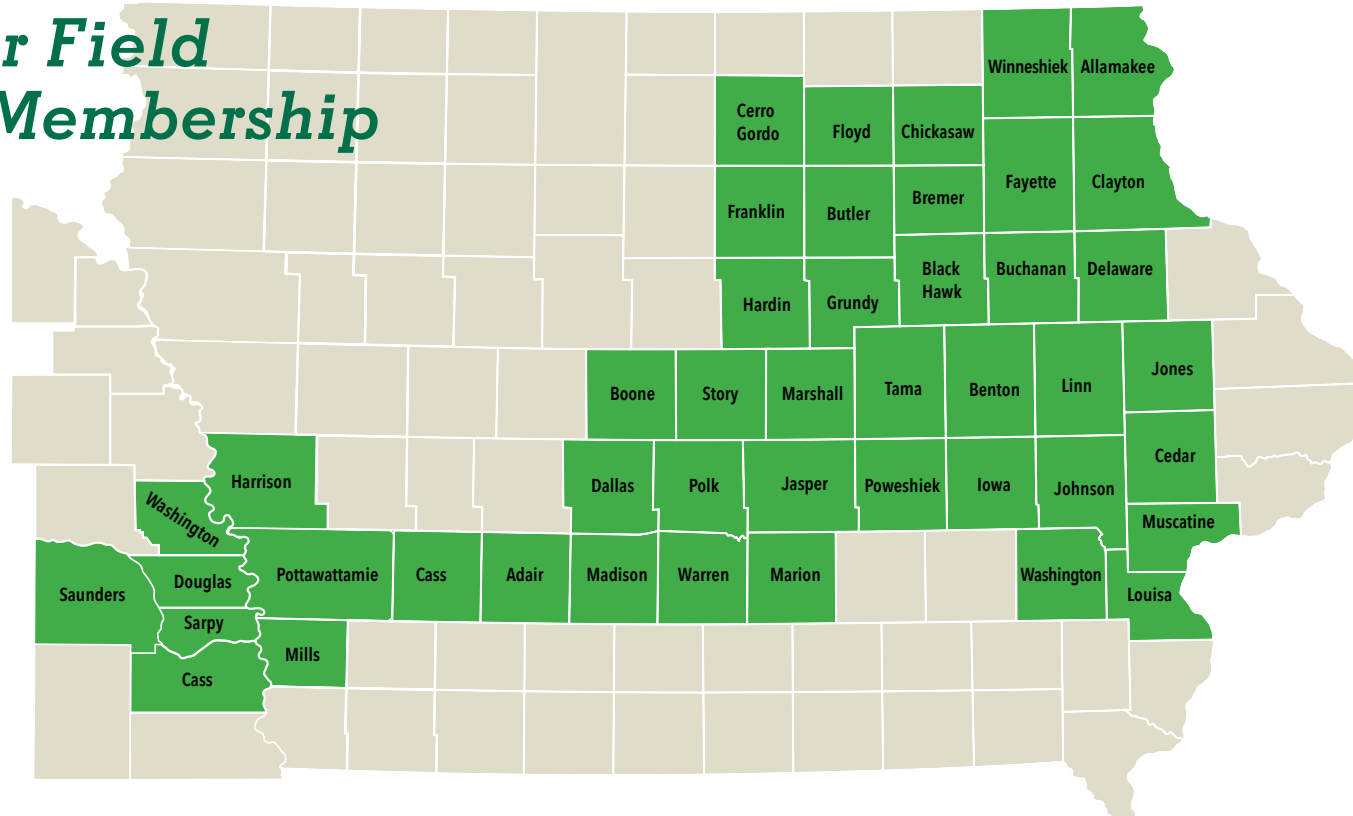 r Field
Membership
Winneshiek
Allamakee
Cerro
Gordo
Floyd
Chickasaw
Fayette
Clayton
Franklin
Butler
Bremer
Black
Hawk
Buchanan
Delaware
Hardin
Grundy
Boone
Story
Marshall
Tama
Benton
Linn
Jones
Cedar
Harrison
Dallas
Polk
Jasper
Poweshiek
Iowa
Johnson
Muscatine
Washington
Saunders
Douglas
Pottawattamie
Cass
Adair
Madison
Warren
Marion
Washington
Louisa
Sarpy
Mills
Cass